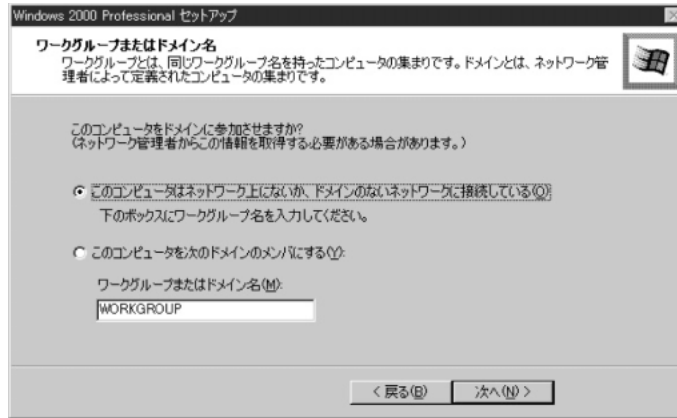 Windows 2000 Professional セットアップ
ワークグループまたはドメイン名
ワークグループとは、同じワークグループ名を持ったコンピュータの集まりです。ドメインとは、ネットワーク管
理者によって定義されたコンピュータの集まりです。
このコンピュータをドメインに参加させますか?
(ネットワーク管理者からこの情報を取得する必要がある場合があります。)
このコンピュータはネットワーク上にないか、ドメインのないネットワークに接続している(O)
下のボックスにワークグループ名を入力してください。
このコンピュータを次のドメインのメンバにする(Y):
ワークグループまたはドメイン名(M):
WORKGROUP
< 戻る(B)
次へ(N) >